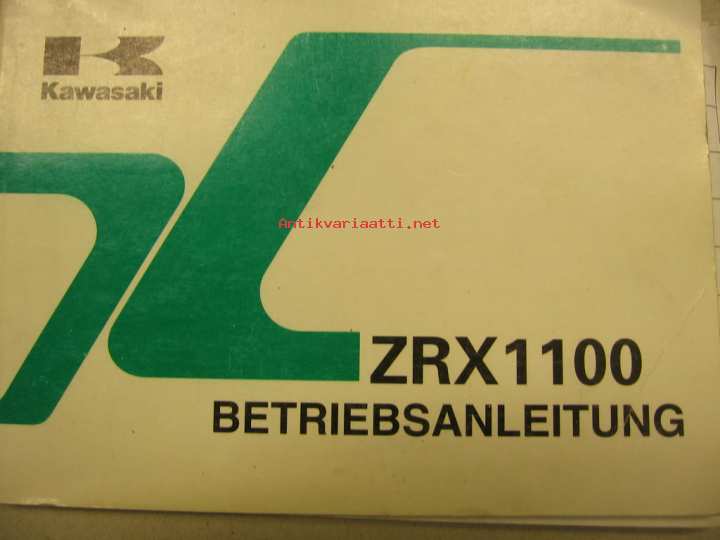 Kawasaki
Antikvariaatti.net
ZRX1100
BETRIEBSANLEITUNG